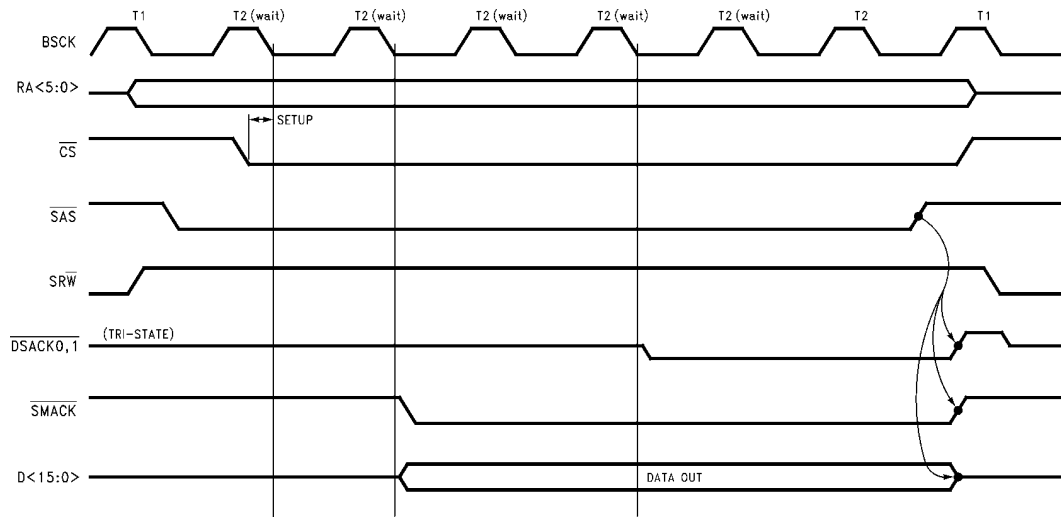 T1 T2 (wait) T2 (wait) T2 (wait) T2 (wait) T2 (wait) T2 T1
BSCK
RA<5:0>
SETUP
CS
SAS
SRW
(TRI-STATE)
DSACK0,1
SMACK
D<15:0> DATA OUT